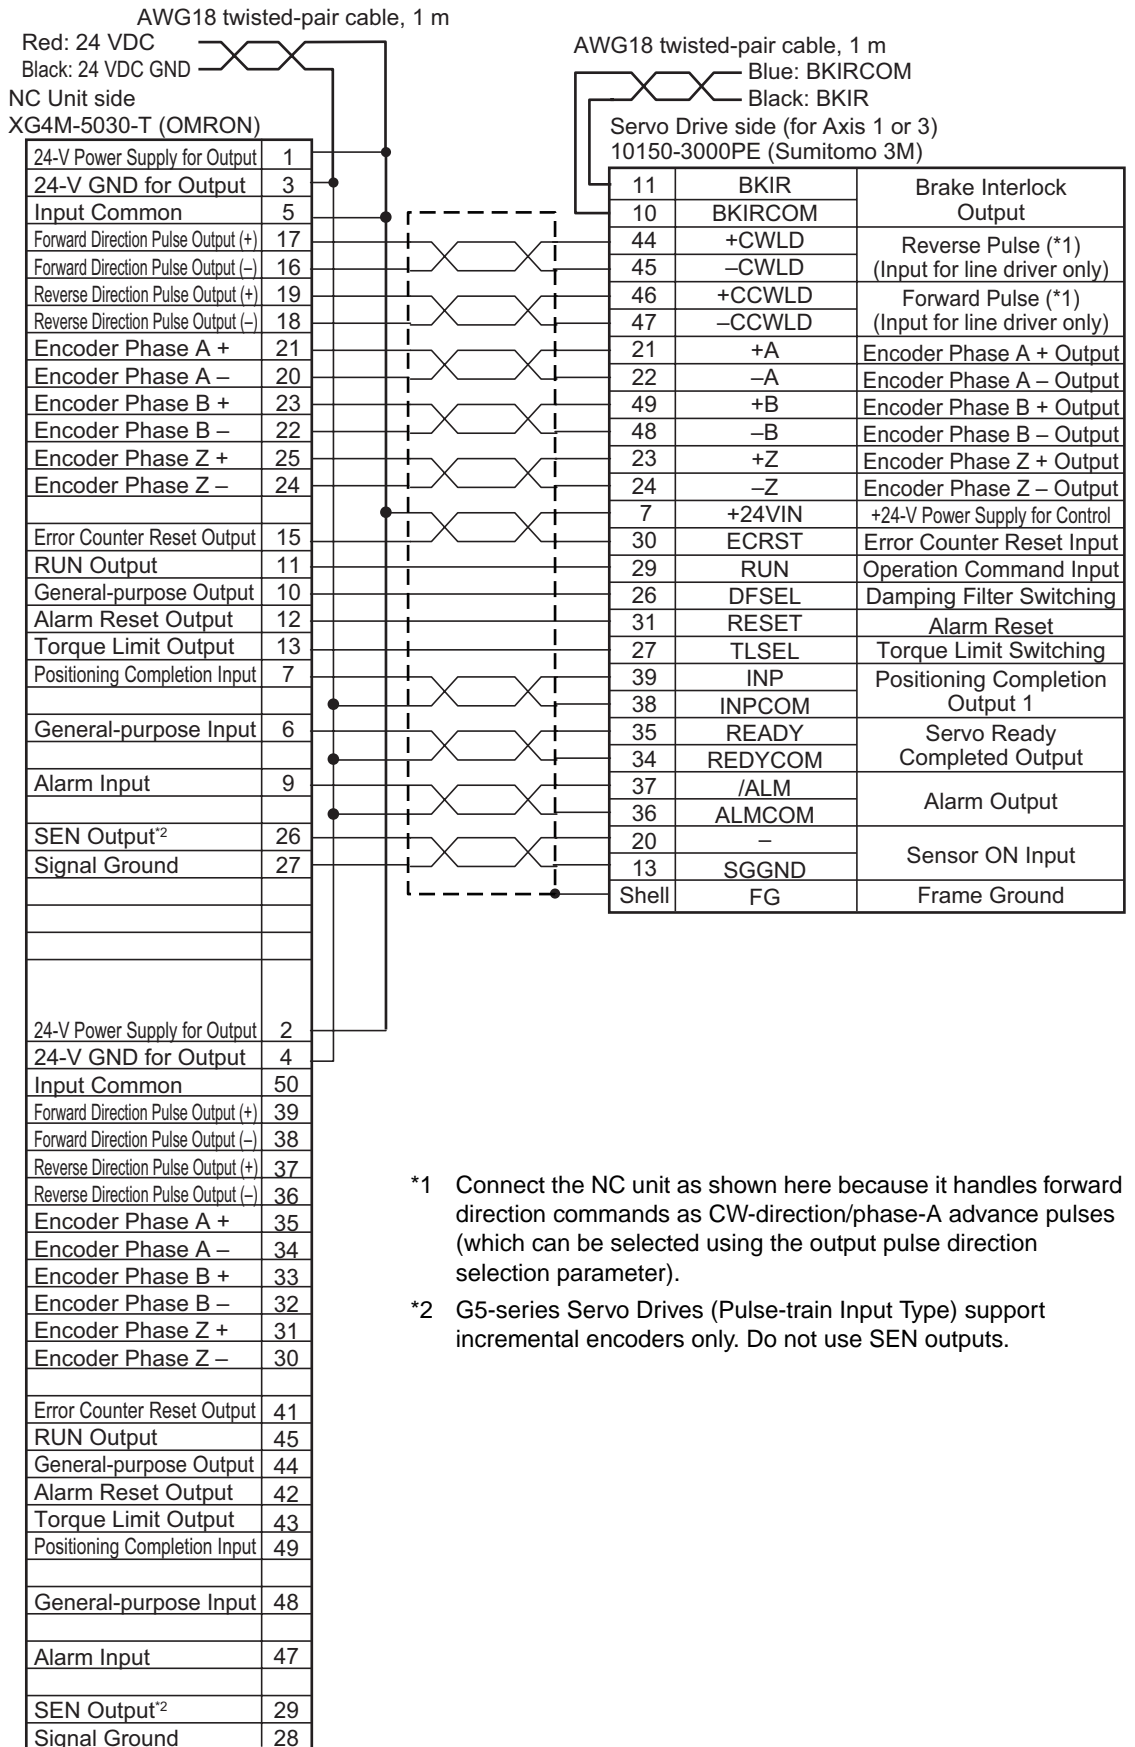 AWG18 twisted-pair cable, 1 m
Red: 24 VDC
Black: 24 VDC GND
NC Unit side
XG4M-5030-T (OMRON)
24-V Power Supply for Output 1
24-V GND for Output 3
Input Common 5
Forward Direction Pulse Output (+) 17
Forward Direction Pulse Output (–) 16
Reverse Direction Pulse Output (+) 19
Reverse Direction Pulse Output (–) 18
Encoder Phase A + 21
Encoder Phase A – 20
Encoder Phase B + 23
Encoder Phase B – 22
Encoder Phase Z + 25
Encoder Phase Z – 24
Error Counter Reset Output 15
RUN Output 11
General-purpose Output 10
Alarm Reset Output 12
Torque Limit Output 13
Positioning Completion Input 7
General-purpose Input 6
Alarm Input 9
SEN Output*2 26
Signal Ground 27
24-V Power Supply for Output 2
24-V GND for Output 4
Input Common 50
Forward Direction Pulse Output (+) 39
Forward Direction Pulse Output (–) 38
Reverse Direction Pulse Output (+) 37
Reverse Direction Pulse Output (–) 36
Encoder Phase A + 35
Encoder Phase A – 34
Encoder Phase B + 33
Encoder Phase B – 32
Encoder Phase Z + 31
Encoder Phase Z – 30
Error Counter Reset Output 41
RUN Output 45
General-purpose Output 44
Alarm Reset Output 42
Torque Limit Output 43
Positioning Completion Input 49
General-purpose Input 48
Alarm Input 47
SEN Output*2 29
Signal Ground 28
AWG18 twisted-pair cable, 1 m
Blue: BKIRCOM
Black: BKIR
Servo Drive side (for Axis 1 or 3)
10150-3000PE (Sumitomo 3M)
11 BKIR Brake Interlock
10 BKIRCOM Output
44 +CWLD Reverse Pulse (*1)
45 –CWLD (Input for line driver only)
46 +CCWLD Forward Pulse (*1)
47 –CCWLD (Input for line driver only)
21 +A Encoder Phase A + Output
22 –A Encoder Phase A – Output
49 +B Encoder Phase B + Output
48 –B Encoder Phase B – Output
23 +Z Encoder Phase Z + Output
24 –Z Encoder Phase Z – Output
7 +24VIN +24-V Power Supply for Control
30 ECRST Error Counter Reset Input
29 RUN Operation Command Input
26 DFSEL Damping Filter Switching
31 RESET Alarm Reset
27 TLSEL Torque Limit Switching
39 INP Positioning Completion
38 INPCOM Output 1
35 READY Servo Ready
34 REDYCOM Completed Output
37 /ALM Alarm Output
36 ALMCOM
20 – Sensor ON Input
13 SGGND
Shell FG Frame Ground
*1 Connect the NC unit as shown here because it handles forward
direction commands as CW-direction/phase-A advance pulses
(which can be selected using the output pulse direction
selection parameter).
*2 G5-series Servo Drives (Pulse-train Input Type) support
incremental encoders only. Do not use SEN outputs.